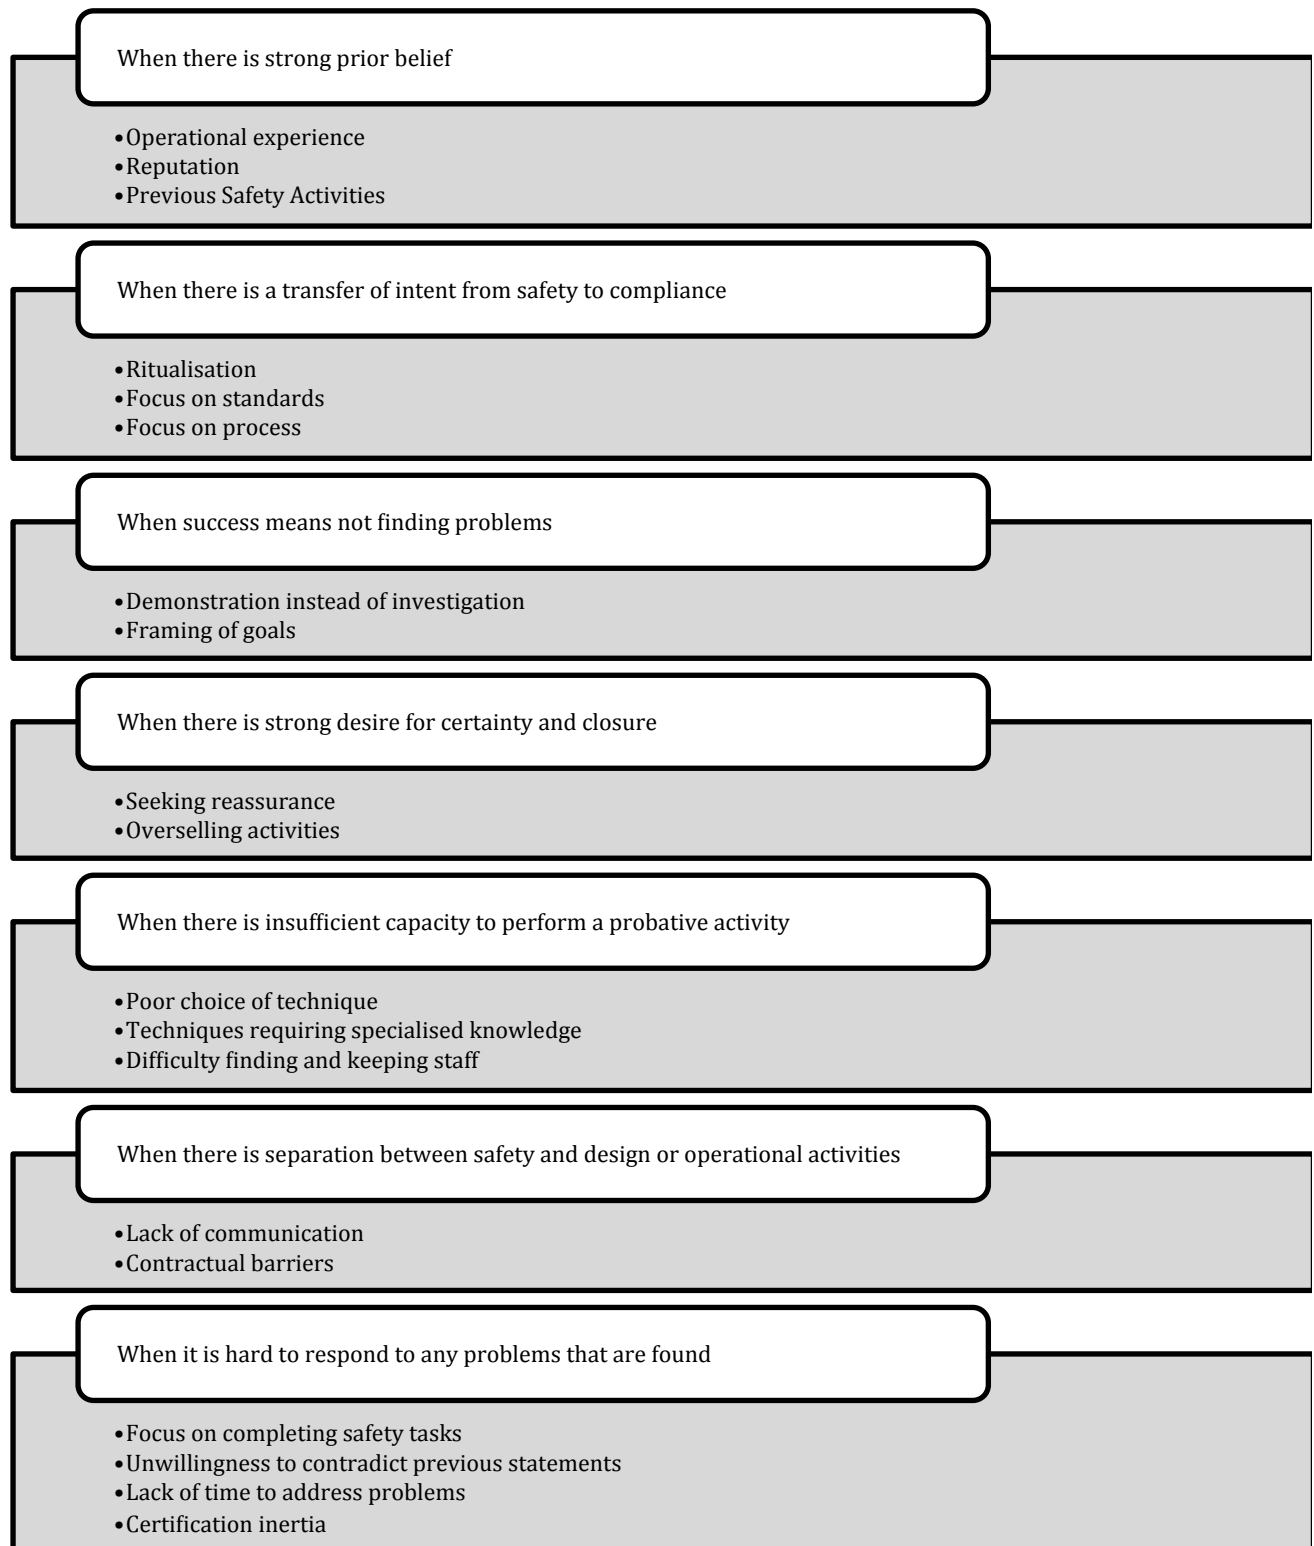 When there is strong prior belief
•Operational experience
•Reputation
•Previous Safety Activities
When there is a transfer of intent from safety to compliance
•Ritualisation
•Focus on standards
•Focus on process
When success means not finding problems
•Demonstration instead of investigation
•Framing of goals
When there is strong desire for certainty and closure
•Seeking reassurance
•Overselling activities
When there is insufficient capacity to perform a probative activity
•Poor choice of technique
•Techniques requiring specialised knowledge
•Difficulty finding and keeping staff
When there is separation between safety and design or operational activities
•Lack of communication
•Contractual barriers
When it is hard to respond to any problems that are found
•Focus on completing safety tasks
•Unwillingness to contradict previous statements
•Lack of time to address problems
•Certification inertia